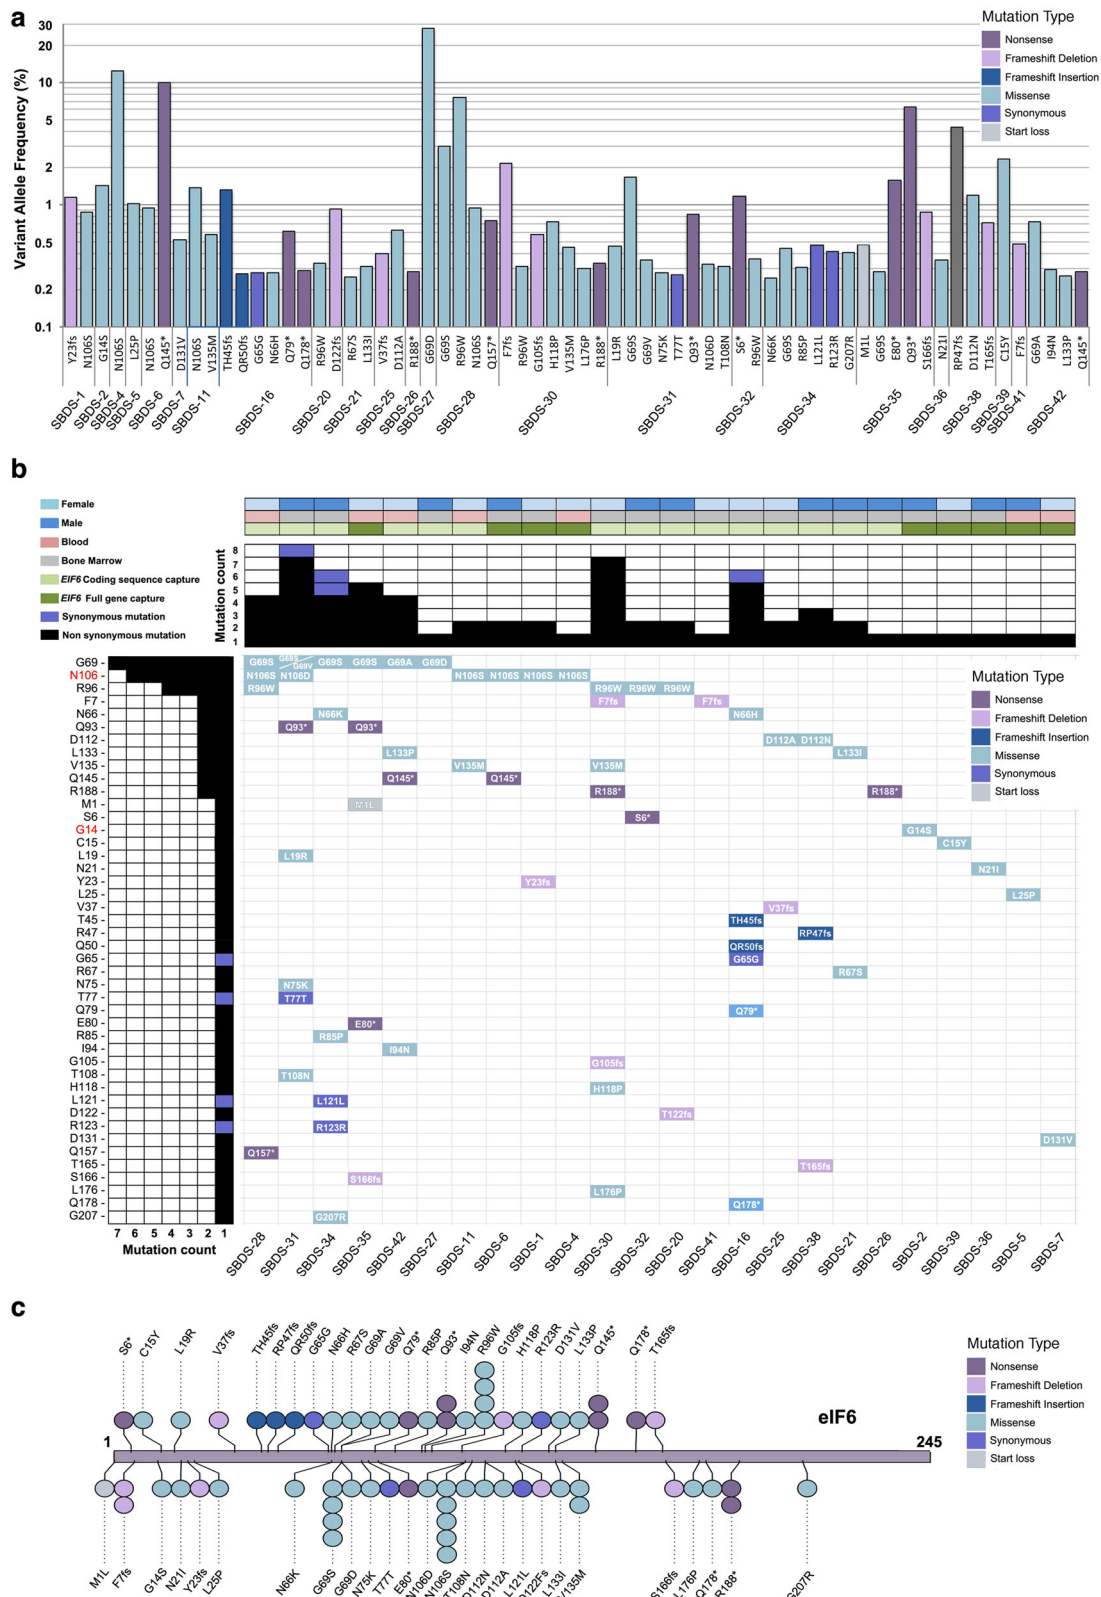 a
Variant Allele Frequency (%)
30
20
10
5
2
1
0.5
0.2
0.1
Mutation Type
Nonsense
Frameshift Deletion
Frameshift Insertion
Missense
Synonymous
Start loss
Y23fs N106S G14S N106S L25P N106S Q145* D131V N106S V135M TH45fs QR50fs G65G N66H Q79* Q178* R96W D122fs R67S L133I V37fs D112A R188* G69D G69S R96W N106S Q157* F7fs R96W G105fs H118P V135M L176P R188* L19R G69S G69V N75K T77T Q93* N106D T108N S6* R96W N66K G69S R85P L121L R123R G207R M1L G69S E80* Q93* S166fs N21I RP47fs D112N T165fs C15Y F7fs G69A I94N L133P Q145*
SBDS-1 SBDS-2 SBDS-4 SBDS-5 SBDS-6 SBDS-7 SBDS-11 SBDS-16 SBDS-20 SBDS-21 SBDS-25 SBDS-26 SBDS-27 SBDS-28 SBDS-30 SBDS-31 SBDS-32 SBDS-34 SBDS-35 SBDS-36 SBDS-38 SBDS-39 SBDS-41 SBDS-42
b
Female
Male
Blood
Bone Marrow
EIF6 Coding sequence capture
EIF6 Full gene capture
Synonymous mutation
Non synonymous mutation
Mutation count
8
7
6
5
4
3
2
1
Mutation Type
Nonsense
Frameshift Deletion
Frameshift Insertion
Missense
Synonymous
Start loss
G69 - G69S G69S G69V G69S G69S G69A G69D
N106 - N106S N106D N106S N106S N106S N106S
R96 - R96W R96W R96W R96W
F7 - F7fs F7fs
N66 - N66K N66H
Q93 - Q93* Q93*
D112 - D112A D112N
L133 - L133P L133I
V135 - V135M V135M
Q145 - Q145* Q145*
R188 - R188* R188*
M1 - M1L
S6 - S6*
G14 - G14S
C15 - C15Y
L19 - L19R
N21 - N21I
Y23 - Y23fs
L25 - L25P
V37 - V37fs
T45 - TH45fs
R47 - RP47fs
Q50 - QR50fs
G65 - G65G
R67 - R67S
N75 - N75K
T77 - T77T
Q79 - Q79*
E80 - E80*
R85 - R85P
I94 - I94N
G105 - G105fs
T108 - T108N
H118 - H118P
L121 - L121L
D122 - T122fs
R123 - R123R
D131 - D131V
Q157 - Q157*
T165 - T165fs
S166 - S166fs
L176 - L176P
Q178 - Q178*
G207 - G207R
7 6 5 4 3 2 1
Mutation count
SBDS-28 SBDS-31 SBDS-34 SBDS-35 SBDS-42 SBDS-27 SBDS-11 SBDS-6 SBDS-1 SBDS-4 SBDS-30 SBDS-32 SBDS-20 SBDS-41 SBDS-16 SBDS-25 SBDS-38 SBDS-21 SBDS-26 SBDS-2 SBDS-39 SBDS-36 SBDS-5 SBDS-7
c
S6* C15Y L19R V37fs TH45fs RP47fs QR50fs G65G N66H R67S G69A G69V Q79* R85P Q93* I94N R96W G105fs H118P R123R D131V L133P Q145* Q178* T165fs
Mutation Type
Nonsense
Frameshift Deletion
Frameshift Insertion
Missense
Synonymous
Start loss
eIF6
1
245
M1L F7fs G14S N21I Y23fs L25P N66K G69S G69D N75K T77T E80* N106D N106S T108N D112N D112A L121L D122Fs L133I V135M S166fs L176P Q178* R188* G207R